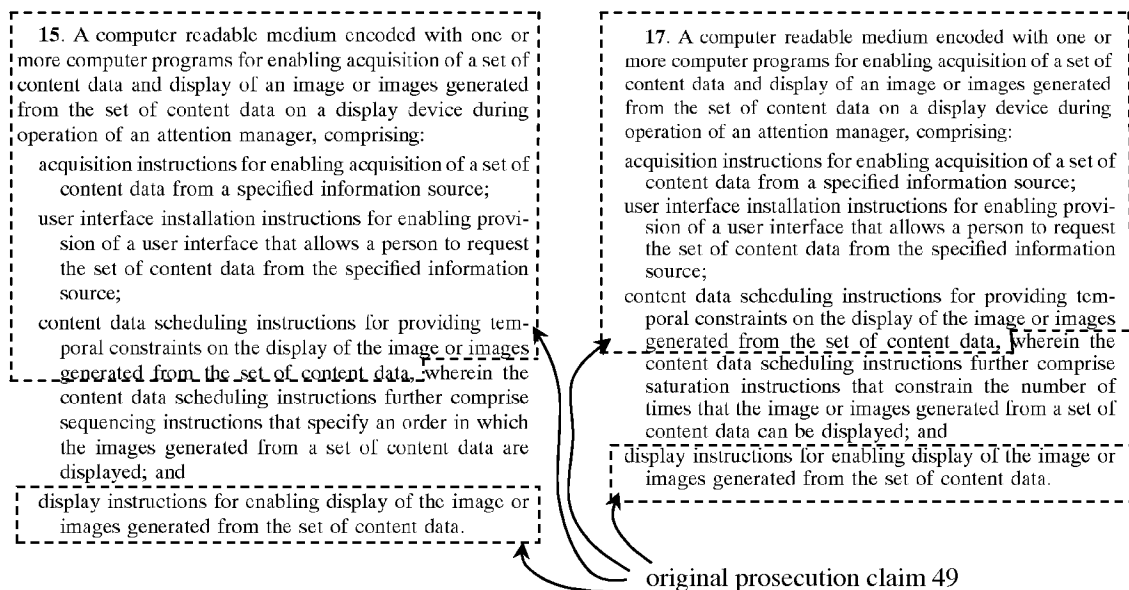 15. A computer readable medium encoded with one or
more computer programs for enabling acquisition of a set of
content data and display of an image or images generated
from the set of content data on a display device during
operation of an attention manager, comprising:
acquisition instructions for enabling acquisition of a set of
content data from a specified information source;
user interface installation instructions for enabling provi-
sion of a user interface that allows a person to request
the set of content data from the specified information
source;
content data scheduling instructions for providing tem-
poral constraints on the display of the image or images
generated from the set of content data, wherein the
content data scheduling instructions further comprise
sequencing instructions that specify an order in which
the images generated from a set of content data are
displayed; and
display instructions for enabling display of the image or
images generated from the set of content data.
17. A computer readable medium encoded with one or
more computer programs for enabling acquisition of a set of
content data and display of an image or images generated
from the set of content data on a display device during
operation of an attention manager, comprising:
acquisition instructions for enabling acquisition of a set of
content data from a specified information source;
user interface installation instructions for enabling provi-
sion of a user interface that allows a person to request
the set of content data from the specified information
source;
content data scheduling instructions for providing tem-
poral constraints on the display of the image or images
generated from the set of content data, wherein the
content data scheduling instructions further comprise
saturation instructions that constrain the number of
times that the image or images generated from a set of
content data can be displayed; and
display instructions for enabling display of the image or
images generated from the set of content data.
original prosecution claim 49